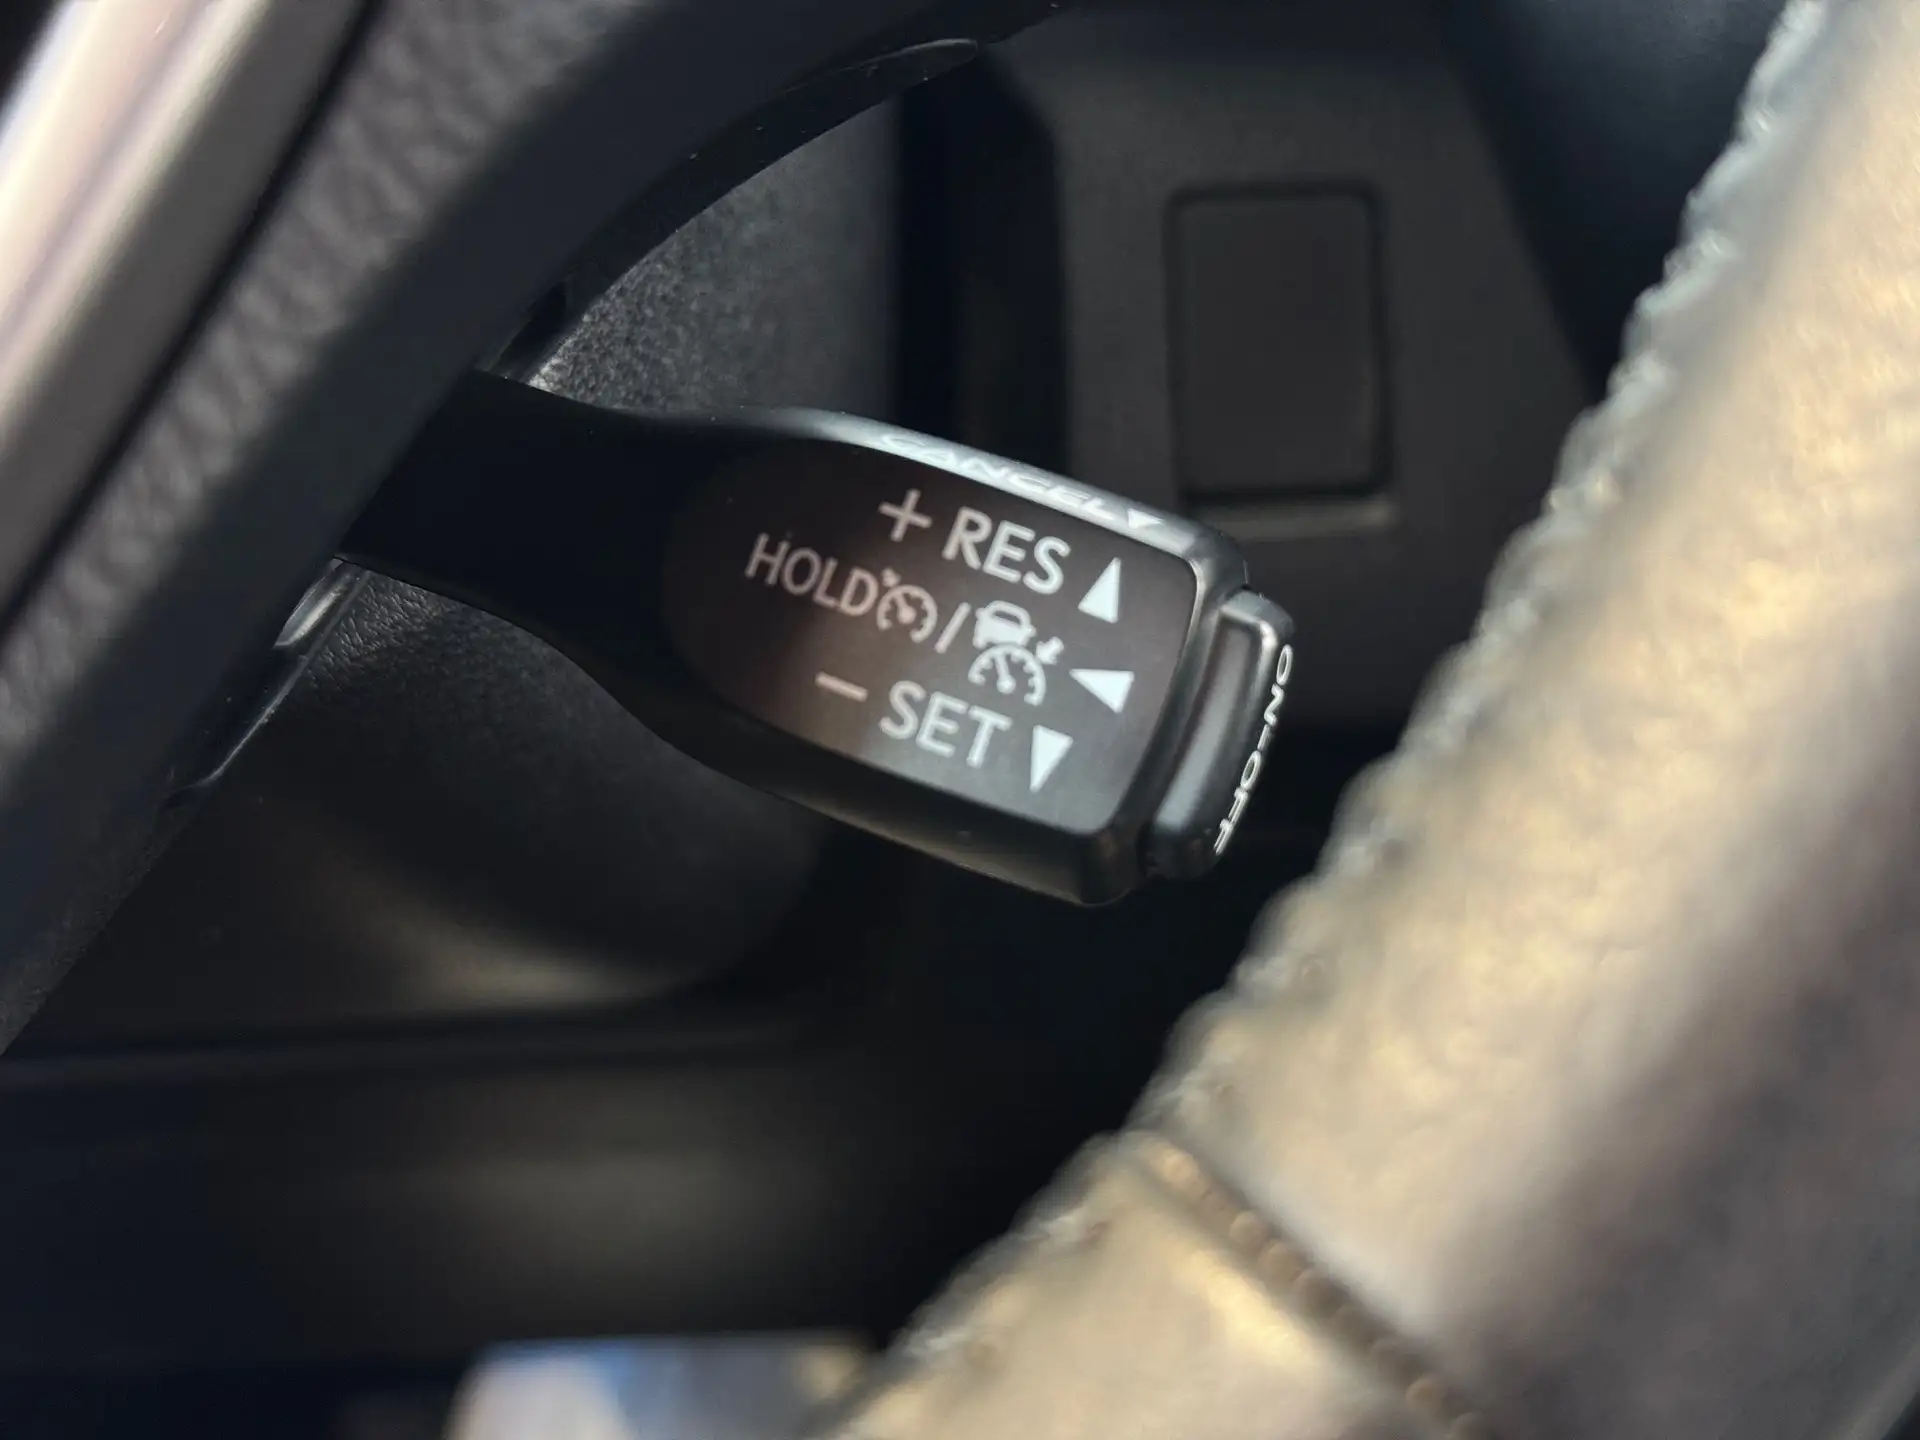 CANCEL▼
+ RES ▲
HOLD / ◀
− SET ▼
ON-OFF